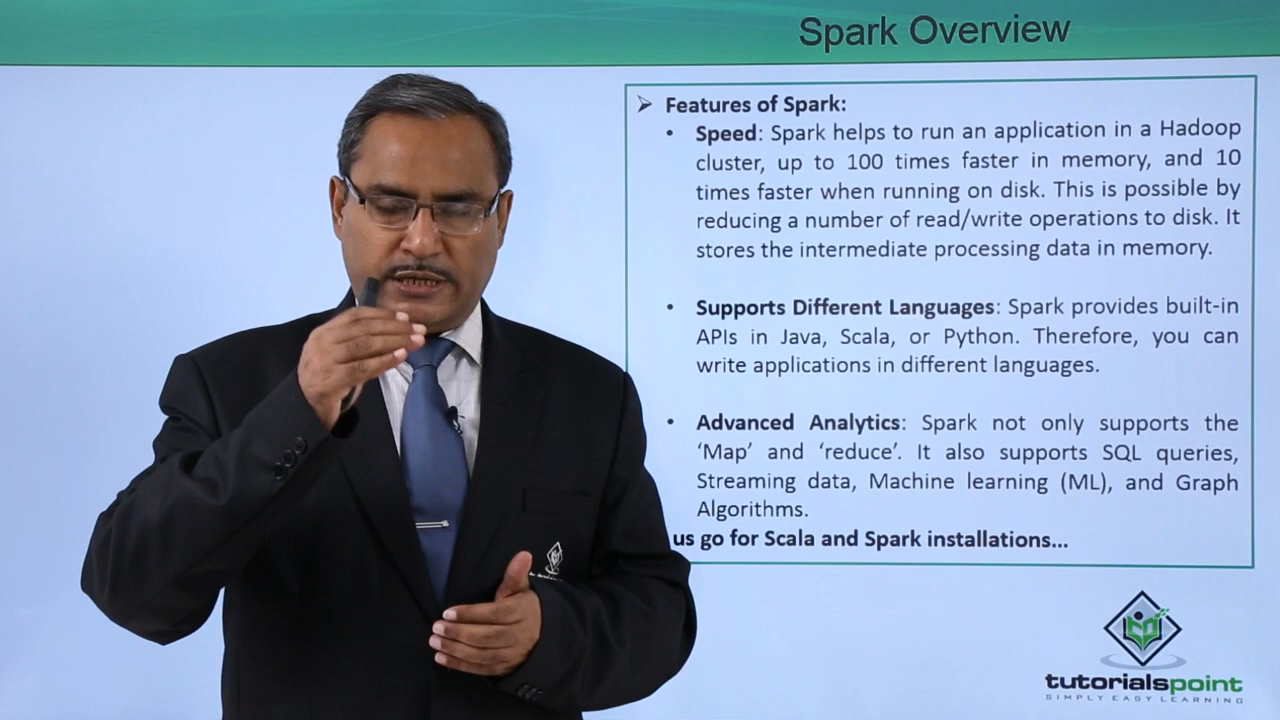 Spark Overview
Features of Spark:
• Speed: Spark helps to run an application in a Hadoop
cluster, up to 100 times faster in memory, and 10
times faster when running on disk. This is possible by
reducing a number of read/write operations to disk. It
stores the intermediate processing data in memory.
• Supports Different Languages: Spark provides built-in
APIs in Java, Scala, or Python. Therefore, you can
write applications in different languages.
• Advanced Analytics: Spark not only supports the
‘Map’ and ‘reduce’. It also supports SQL queries,
Streaming data, Machine learning (ML), and Graph
Algorithms.
us go for Scala and Spark installations...
tutorialspoint
SIMPLY EASY LEARNING